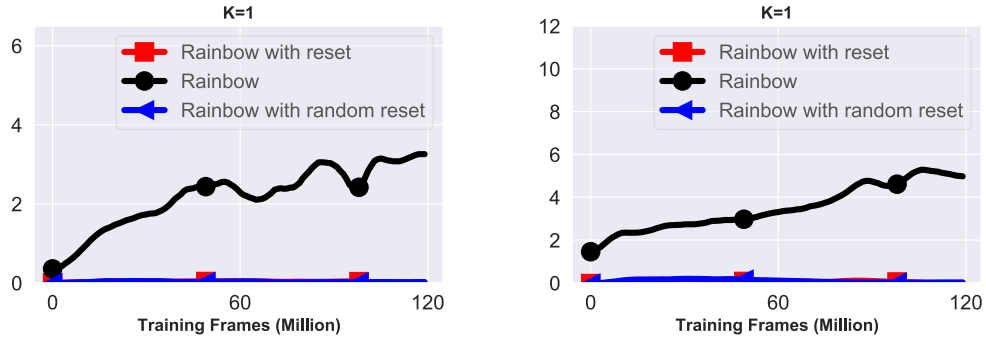 K=1
6
4
2
0
Rainbow with reset
Rainbow
Rainbow with random reset
0 60 120
Training Frames (Million)
K=1
12
10
8
6
4
2
0
Rainbow with reset
Rainbow
Rainbow with random reset
0 60 120
Training Frames (Million)